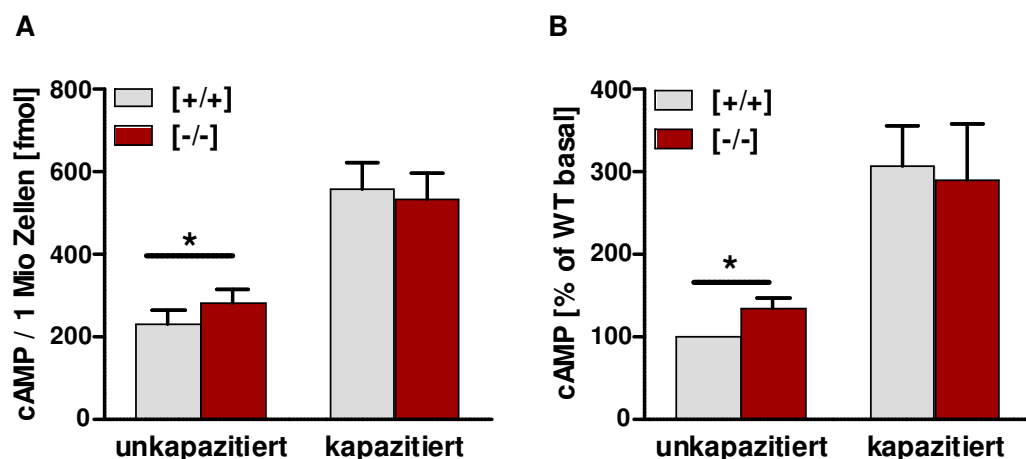 A
cAMP / 1 Mio Zellen [fmol]
800
600
400
200
0
[+/+]
[-/-]
*
unkapazitiert
kapazitiert
B
cAMP [% of WT basal]
400
300
200
100
0
[+/+]
[-/-]
*
unkapazitiert
kapazitiert